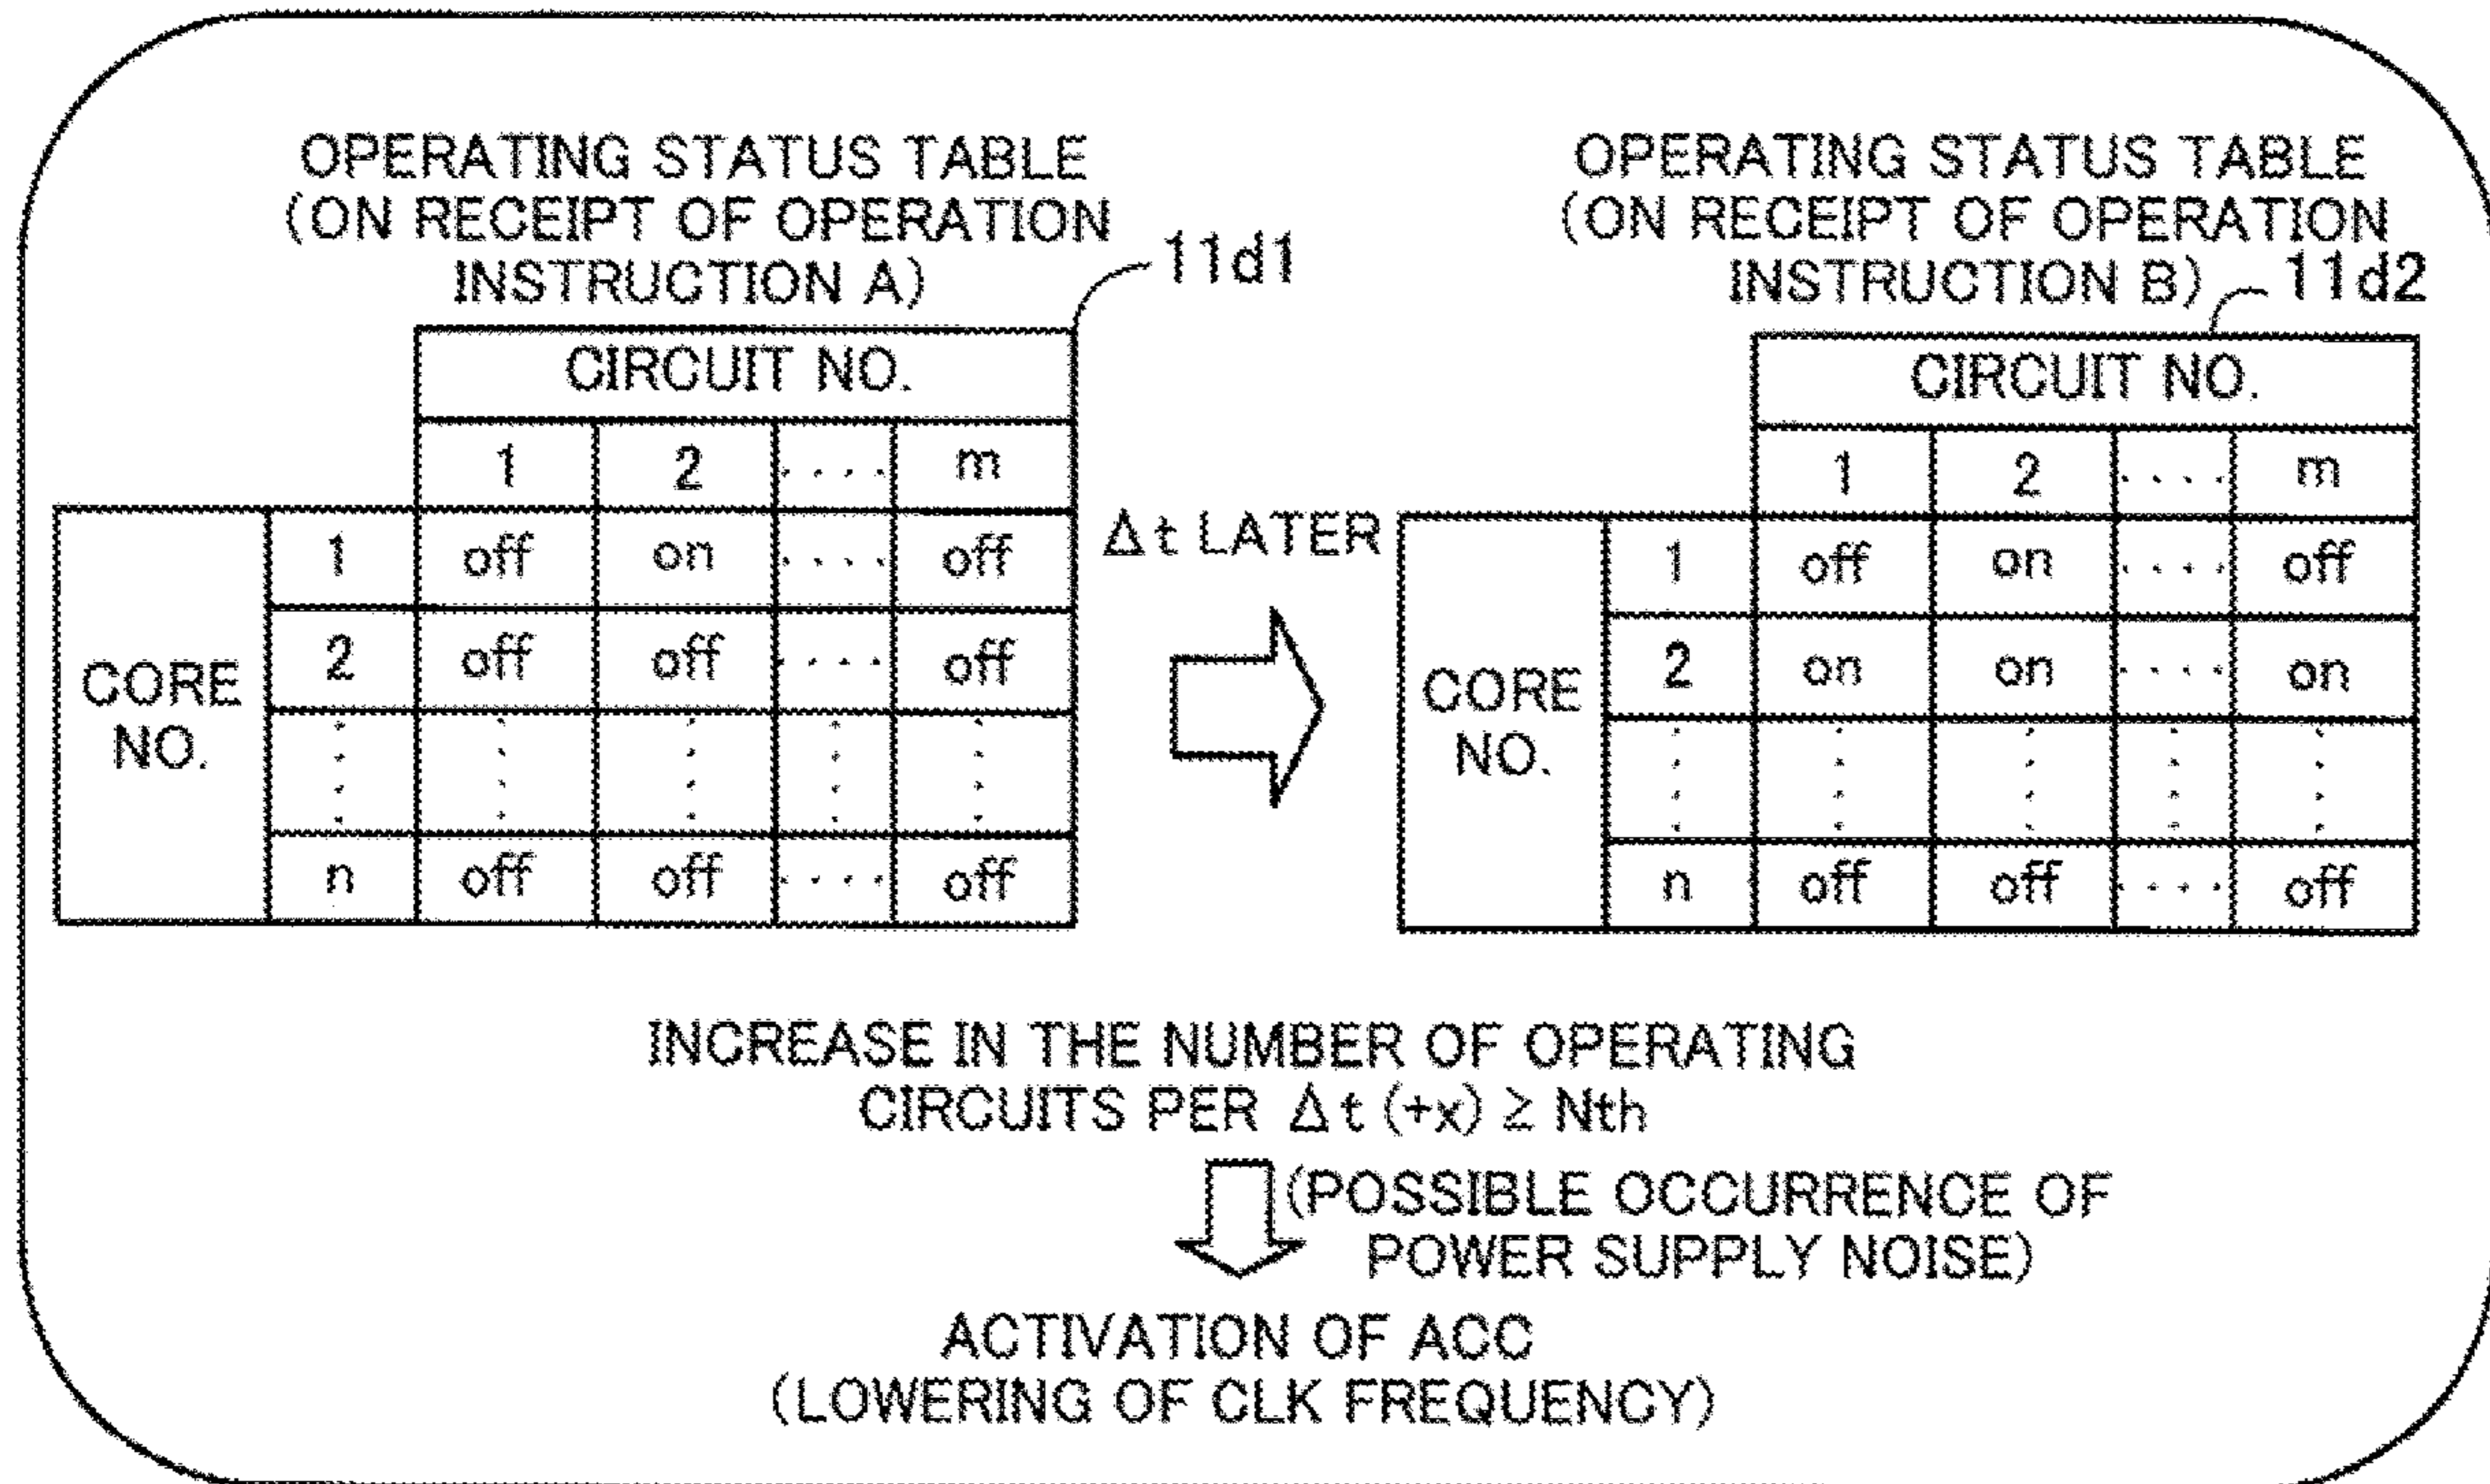 OPERATING STATUS TABLE
(ON RECEIPT OF OPERATION
INSTRUCTION A)
11d1
CIRCUIT NO.
1 2 .... m
CORE NO.
1 off on .... off
2 off off .... off
n off off .... off
Δt LATER
OPERATING STATUS TABLE
(ON RECEIPT OF OPERATION
INSTRUCTION B)
11d2
CIRCUIT NO.
1 2 .... m
CORE NO.
1 off on .... off
2 on on .... on
n off off .... off
INCREASE IN THE NUMBER OF OPERATING
CIRCUITS PER Δt (+x) ≥ Nth
(POSSIBLE OCCURRENCE OF
POWER SUPPLY NOISE)
ACTIVATION OF ACC
(LOWERING OF CLK FREQUENCY)